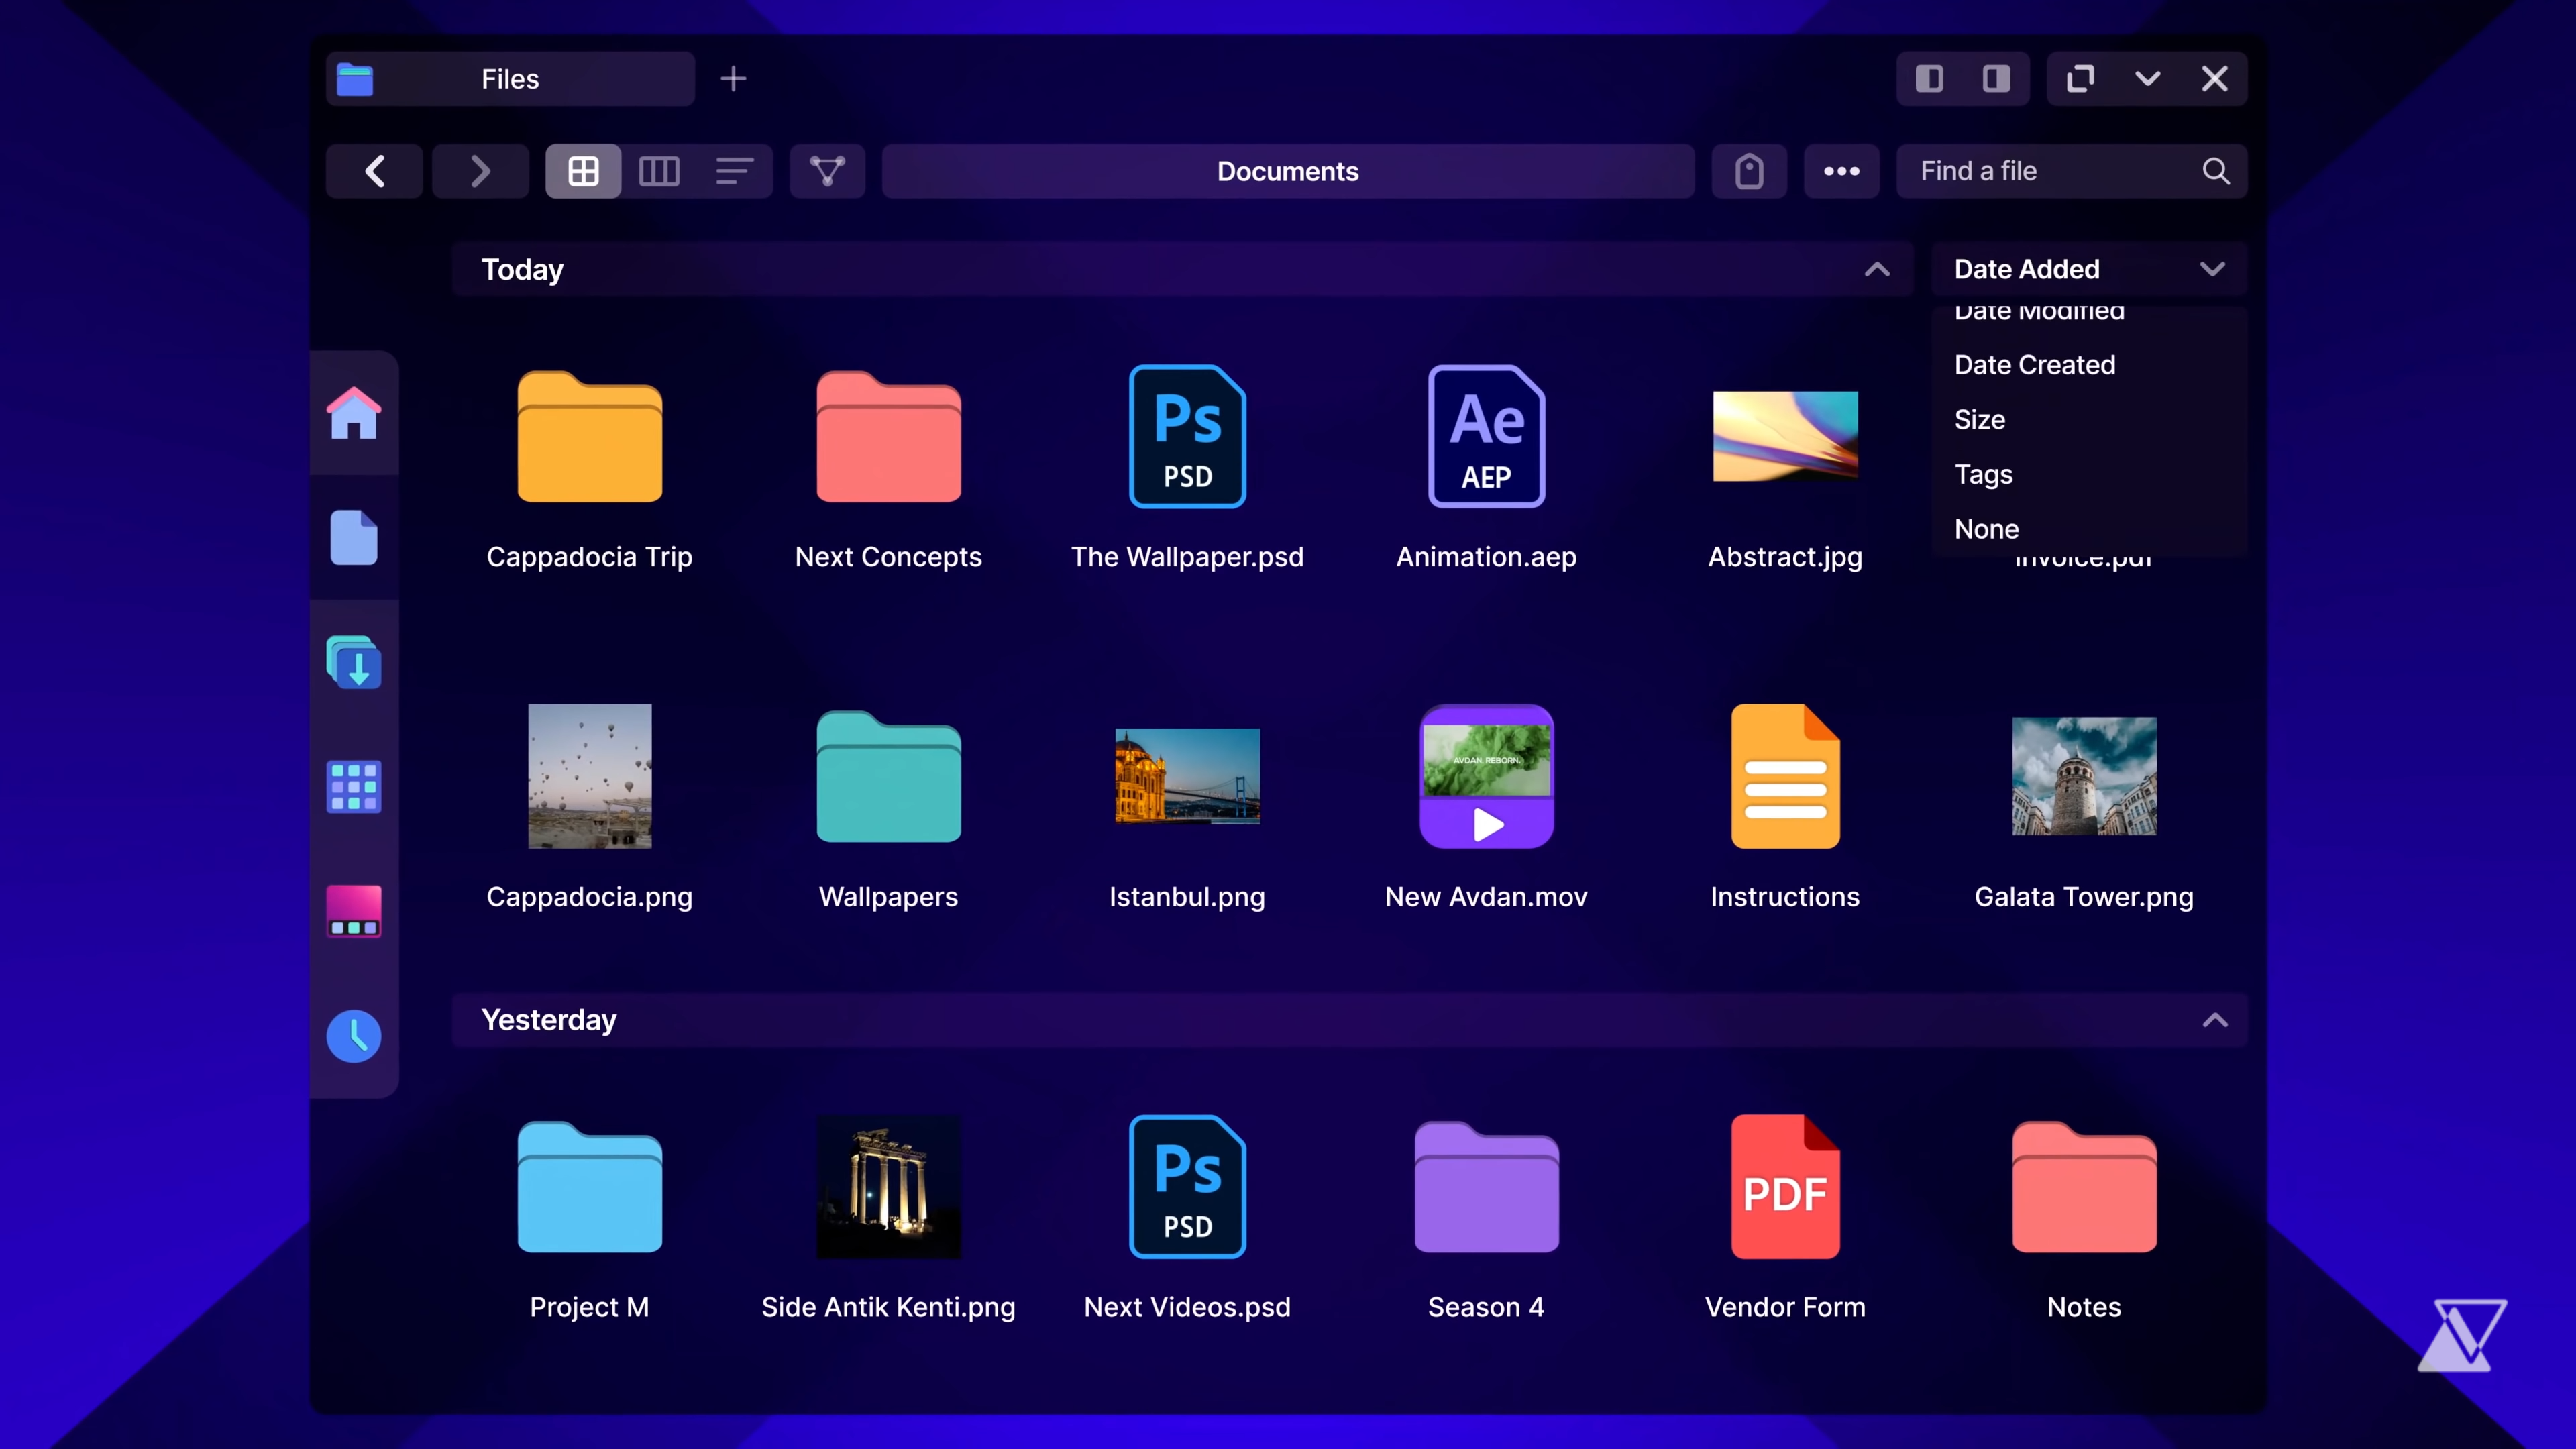 Files
Documents
Find a file
Today
Date Added
Date Modified
Date Created
Size
Tags
None
Ps
PSD
Ae
AEP
Cappadocia Trip
Next Concepts
The Wallpaper.psd
Animation.aep
Abstract.jpg
Invoice.pdf
AVDAN. REBORN.
Cappadocia.png
Wallpapers
Istanbul.png
New Avdan.mov
Instructions
Galata Tower.png
Yesterday
Ps
PSD
PDF
Project M
Side Antik Kenti.png
Next Videos.psd
Season 4
Vendor Form
Notes